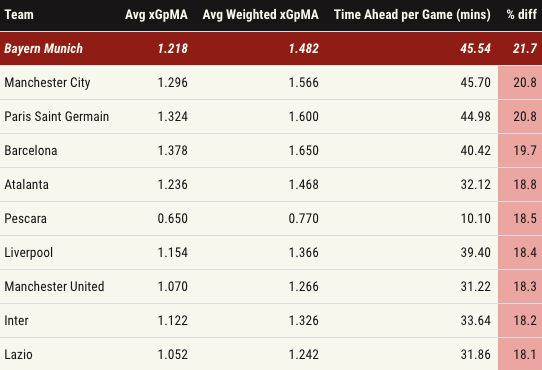 Team Avg xGpMA Avg Weighted xGpMA Time Ahead per Game (mins) % diff
Bayern Munich 1.218 1.482 45.54 21.7
Manchester City 1.296 1.566 45.70 20.8
Paris Saint Germain 1.324 1.600 44.98 20.8
Barcelona 1.378 1.650 40.42 19.7
Atalanta 1.236 1.468 32.12 18.8
Pescara 0.650 0.770 10.10 18.5
Liverpool 1.154 1.366 39.40 18.4
Manchester United 1.070 1.266 31.22 18.3
Inter 1.122 1.326 33.64 18.2
Lazio 1.052 1.242 31.86 18.1